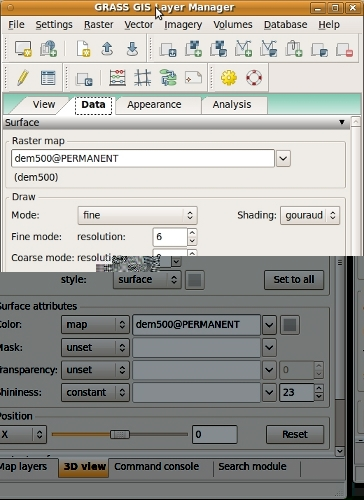 GRASS GIS Layer Manager
File Settings Raster Vector Imagery Volumes Database Help
View Data Appearance Analysis
Surface
Raster map
dem500@PERMANENT
(dem500)
Draw
Mode: fine Shading: gouraud
Fine mode: resolution: 6
Coarse mode: resolution:
style: surface Set to all
Surface attributes
Color: map dem500@PERMANENT
Mask: unset
Transparency: unset 0
Shininess: constant 23
Position
X 0 Reset
Map layers 3D view Command console Search module